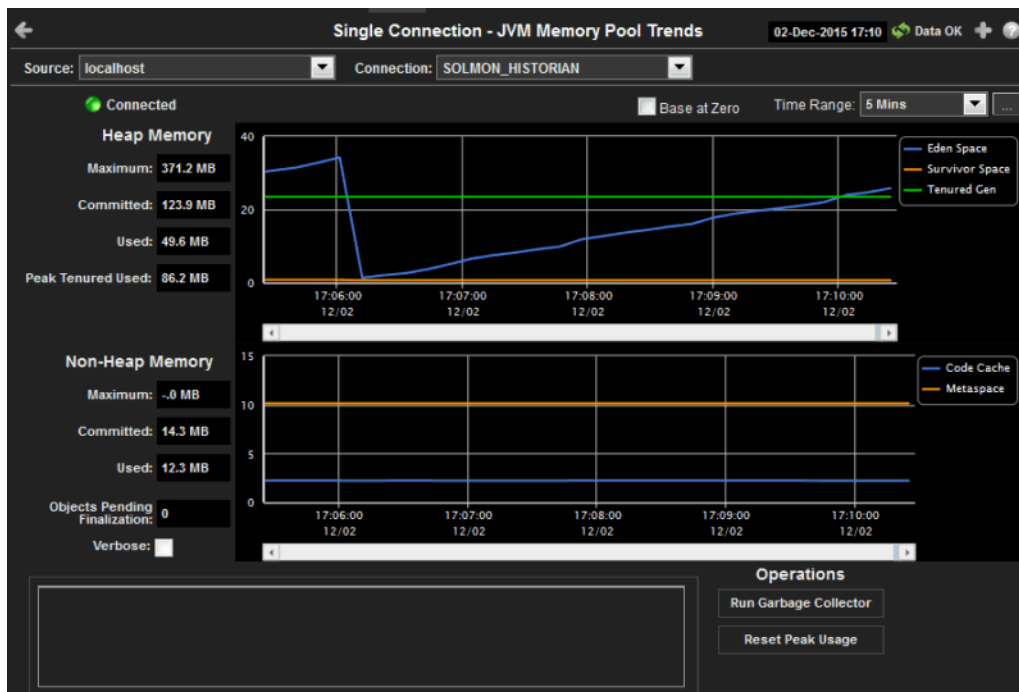 Single Connection - JVM Memory Pool Trends
02-Dec-2015 17:10 Data OK
Source: localhost Connection: SOLMON_HISTORIAN
Connected
Base at Zero Time Range: 5 Mins ...
Heap Memory
Maximum: 371.2 MB
Committed: 123.9 MB
Used: 49.6 MB
Peak Tenured Used: 86.2 MB
40
20
0
Eden Space
Survivor Space
Tenured Gen
17:06:00 17:07:00 17:08:00 17:09:00 17:10:00
12/02 12/02 12/02 12/02 12/02
Non-Heap Memory
Maximum: -.0 MB
Committed: 14.3 MB
Used: 12.3 MB
Objects Pending
Finalization: 0
Verbose:
15
10
5
0
Code Cache
Metaspace
17:06:00 17:07:00 17:08:00 17:09:00 17:10:00
12/02 12/02 12/02 12/02 12/02
Operations
Run Garbage Collector
Reset Peak Usage